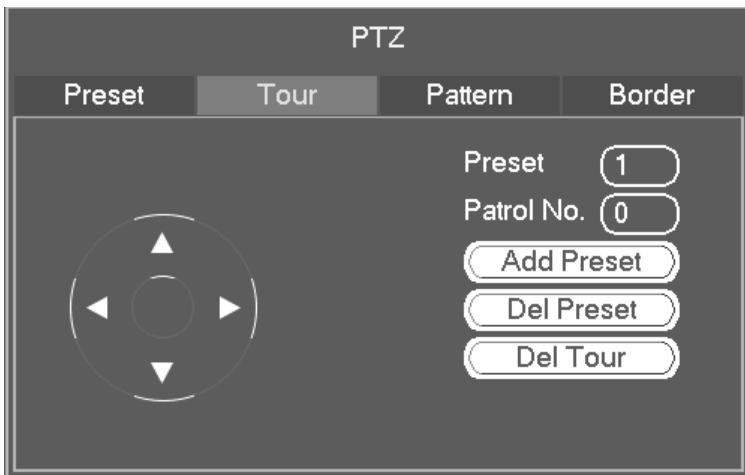 PTZ
Preset Tour Pattern Border
Preset 1
Patrol No. 0
Add Preset
Del Preset
Del Tour